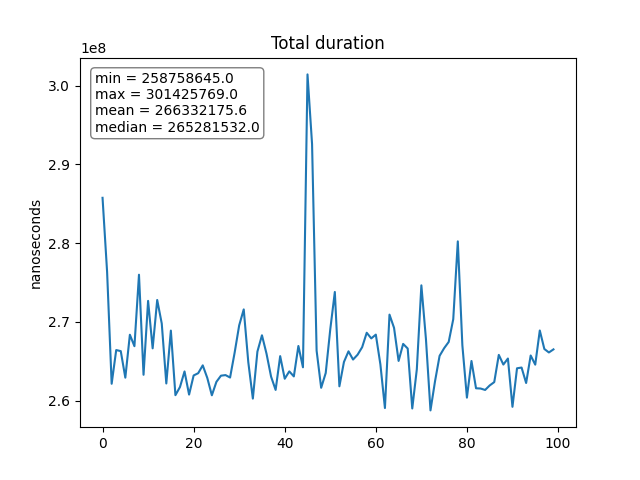 Total duration
1e8
min = 258758645.0
max = 301425769.0
mean = 266332175.6
median = 265281532.0
nanoseconds
3.0
2.9
2.8
2.7
2.6
0 20 40 60 80 100